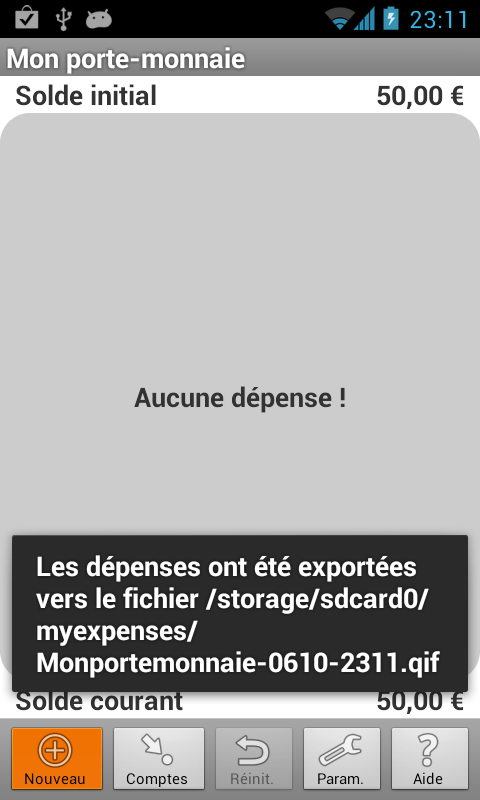 23:11
Mon porte-monnaie
Solde initial 50,00 €
Aucune dépense !
Les dépenses ont été exportées
vers le fichier /storage/sdcard0/
myexpenses/
Monportemonnaie-0610-2311.qif
Solde courant 50,00 €
Nouveau Comptes Réinit. Param. Aide